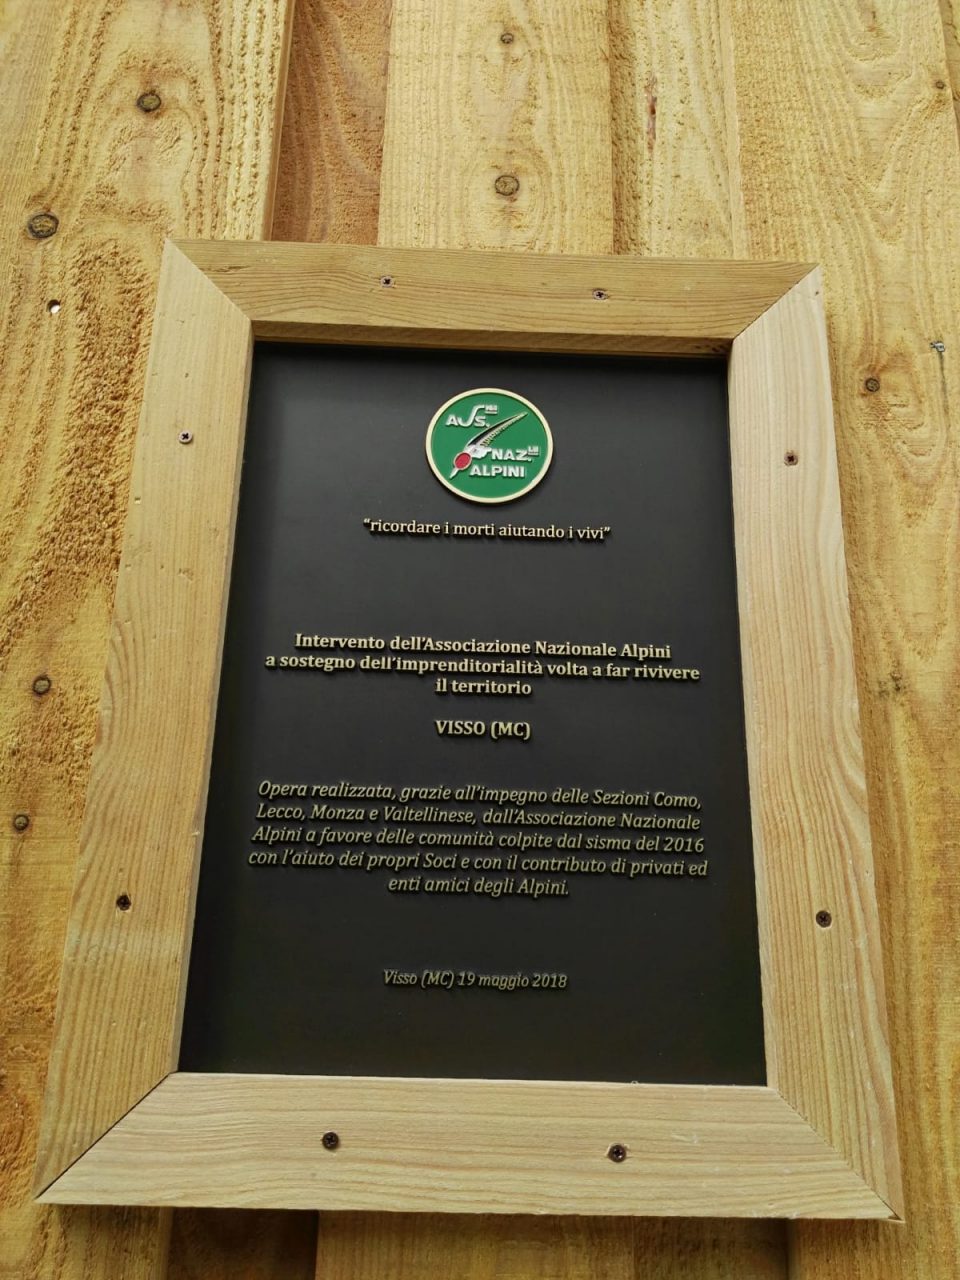 ASS.NE
NAZ.LE
ALPINI
“ricordare i morti aiutando i vivi”
Intervento dell’Associazione Nazionale Alpini
a sostegno dell’imprenditorialità volta a far rivivere
il territorio
VISSO (MC)
Opera realizzata, grazie all’impegno delle Sezioni Como,
Lecco, Monza e Valtellinese, dall’Associazione Nazionale
Alpini a favore delle comunità colpite dal sisma del 2016
con l’aiuto dei propri Soci e con il contributo di privati ed
enti amici degli Alpini.
Visso (MC) 19 maggio 2018